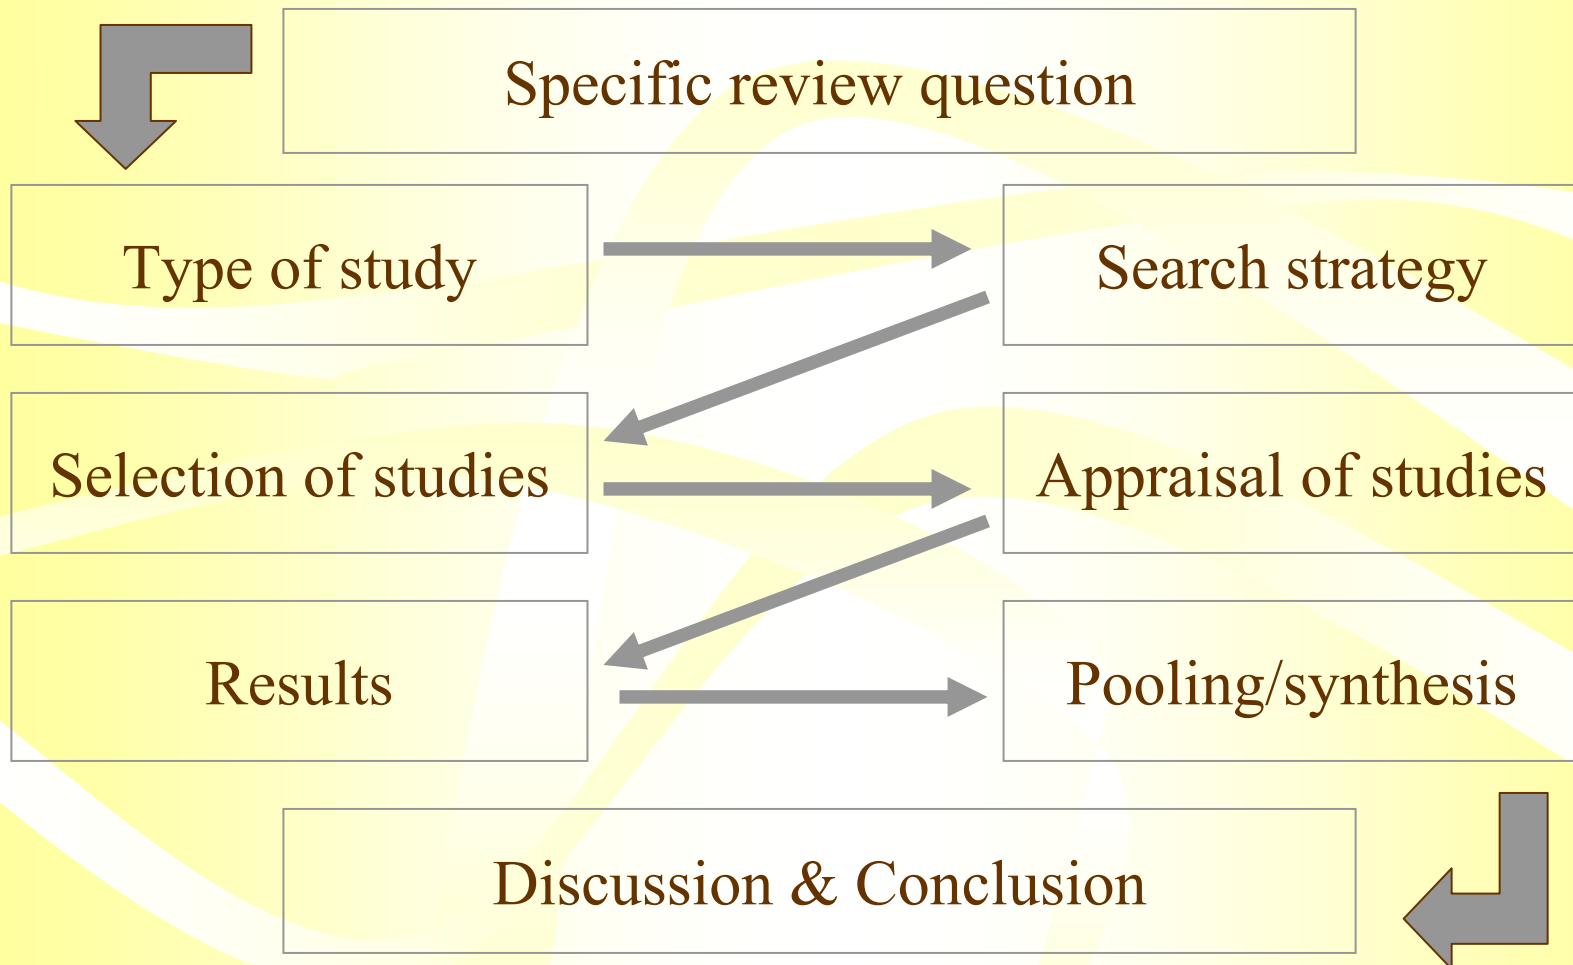 Specific review question
Type of study
Search strategy
Selection of studies
Appraisal of studies
Results
Pooling/synthesis
Discussion & Conclusion